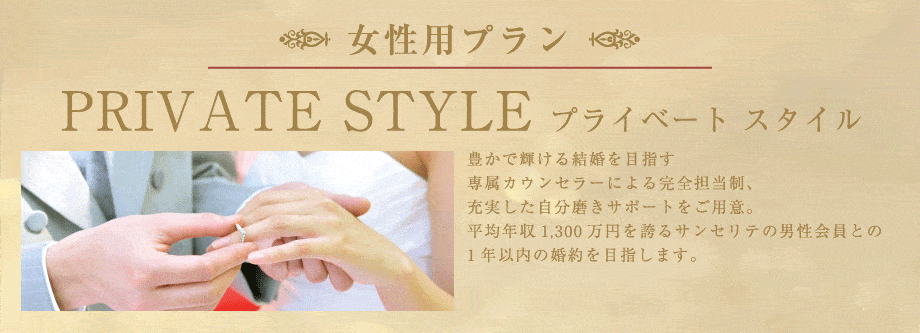 女性用プラン
PRIVATE STYLE プライベート スタイル
豊かで輝ける結婚を目指す
専属カウンセラーによる完全担当制、
充実した自分磨きサポートをご用意。
平均年収1,300万円を誇るサンセリテの男性会員との
1年以内の婚約を目指します。